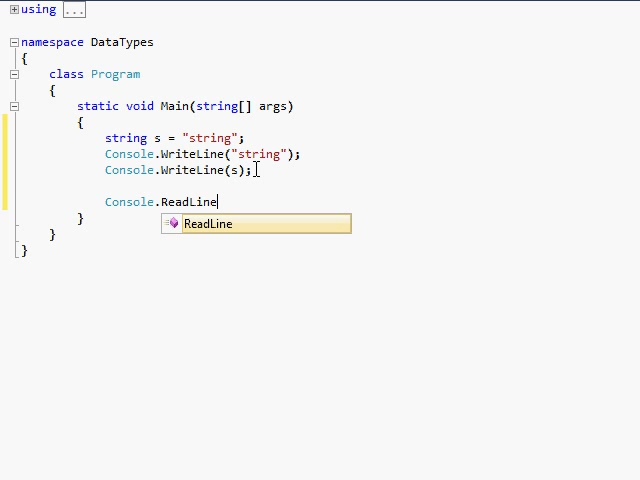 using ...
namespace DataTypes
{
class Program
{
static void Main(string[] args)
{
string s = "string";
Console.WriteLine("string");
Console.WriteLine(s);
Console.ReadLine
ReadLine
}
}
}